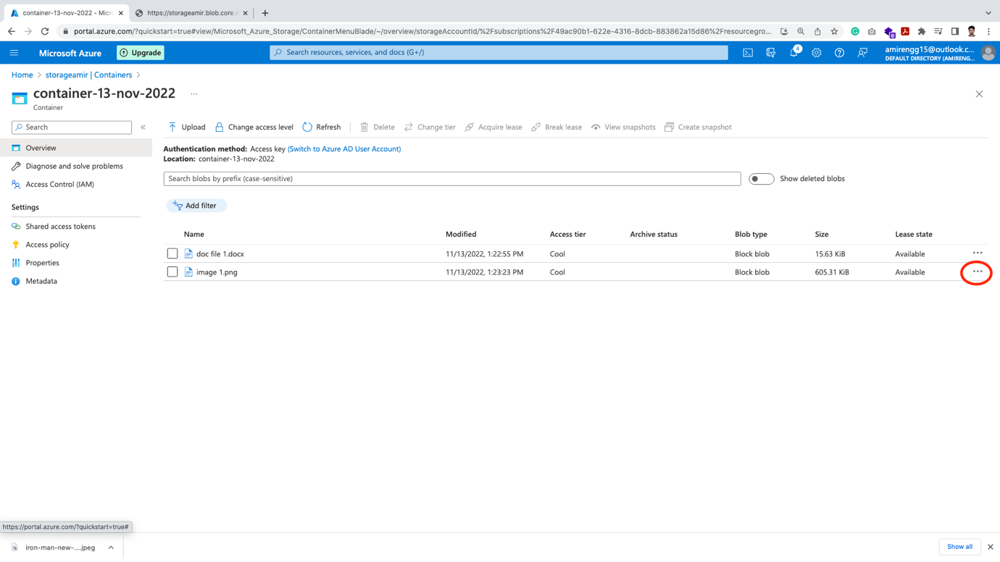 container-13-nov-2022 - Micro
https://storageamir.blob.core.w
portal.azure.com/?quickstart=true#view/Microsoft_Azure_Storage/ContainerMenuBlade/~/overview/storageAccountId/%2Fsubscriptions%2F49ac90b1-622e-4316-8dcb-883862a15d86%2Fresourcegro...
9
Microsoft Azure
Upgrade
Search resources, services, and docs (G+/)
4
amirengg15@outlook.c...
DEFAULT DIRECTORY (AMIRENG...
Home > storageamir | Containers >
container-13-nov-2022 ...
Container
Search
«
Upload Change access level Refresh Delete Change tier Acquire lease Break lease View snapshots Create snapshot
Overview
Diagnose and solve problems
Access Control (IAM)
Settings
Shared access tokens
Access policy
Properties
Metadata
Authentication method: Access key (Switch to Azure AD User Account)
Location: container-13-nov-2022
Search blobs by prefix (case-sensitive)
Show deleted blobs
Add filter
Name Modified Access tier Archive status Blob type Size Lease state
doc file 1.docx 11/13/2022, 1:22:55 PM Cool Block blob 15.63 KiB Available ...
image 1.png 11/13/2022, 1:23:23 PM Cool Block blob 605.31 KiB Available ...
https://portal.azure.com/?quickstart=true#
iron-man-new-....jpeg
Show all